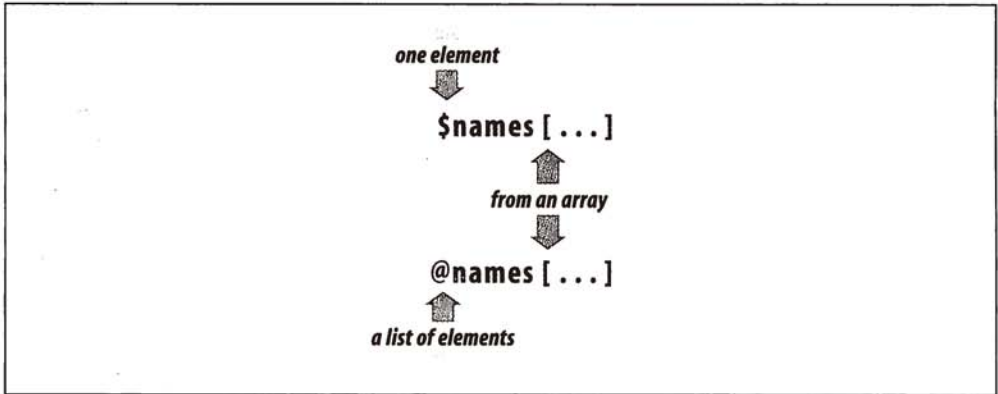 one element
$names [ . . . ]
from an array
@names [ . . . ]
a list of elements